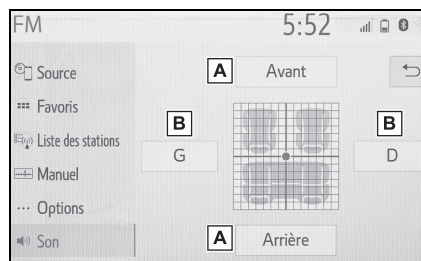 FM 5:52
Source
Favoris
Liste des stations
Manuel
Options
Son
A Avant
B B
G D
A Arrière